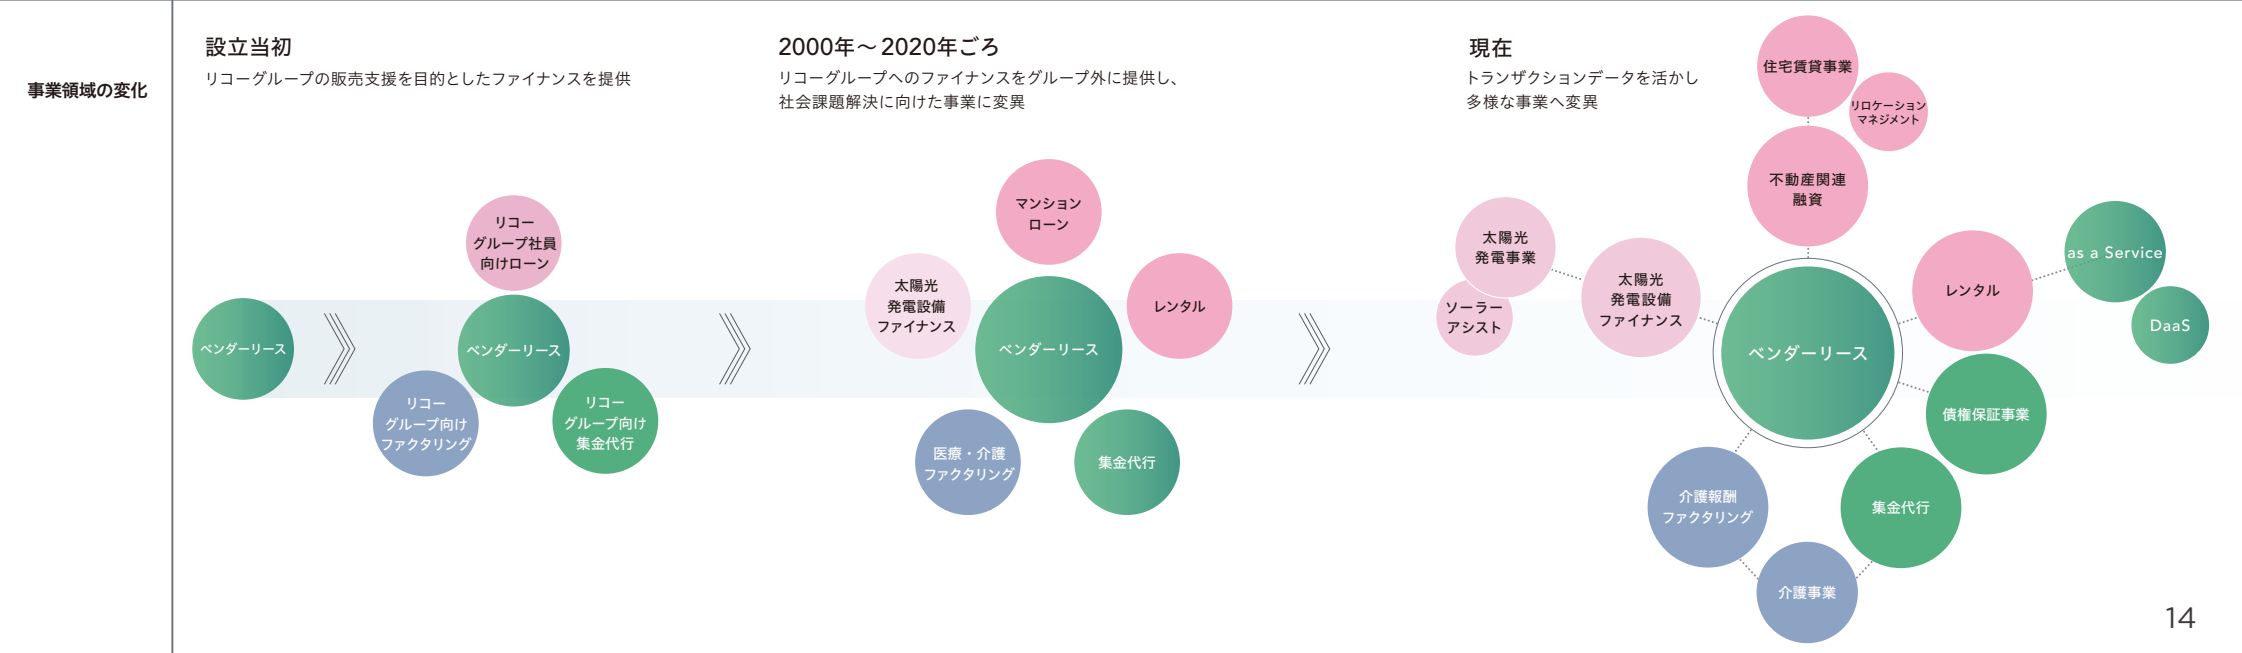 事業領域の変化
設立当初
リコーグループの販売支援を目的としたファイナンスを提供
ベンダーリース
リコー
グループ社員
向けローン
ベンダーリース
リコー
グループ向け
ファクタリング
リコー
グループ向け
集金代行
2000年～2020年ごろ
リコーグループへのファイナンスをグループ外に提供し、
社会課題解決に向けた事業に変異
マンション
ローン
太陽光
発電設備
ファイナンス
ベンダーリース
レンタル
医療・介護
ファクタリング
集金代行
現在
トランザクションデータを活かし
多様な事業へ変異
住宅賃貸事業
リロケーション
マネジメント
不動産関連
融資
太陽光
発電事業
ソーラー
アシスト
太陽光
発電設備
ファイナンス
ベンダーリース
レンタル
as a Service
DaaS
債権保証事業
集金代行
介護報酬
ファクタリング
介護事業
14